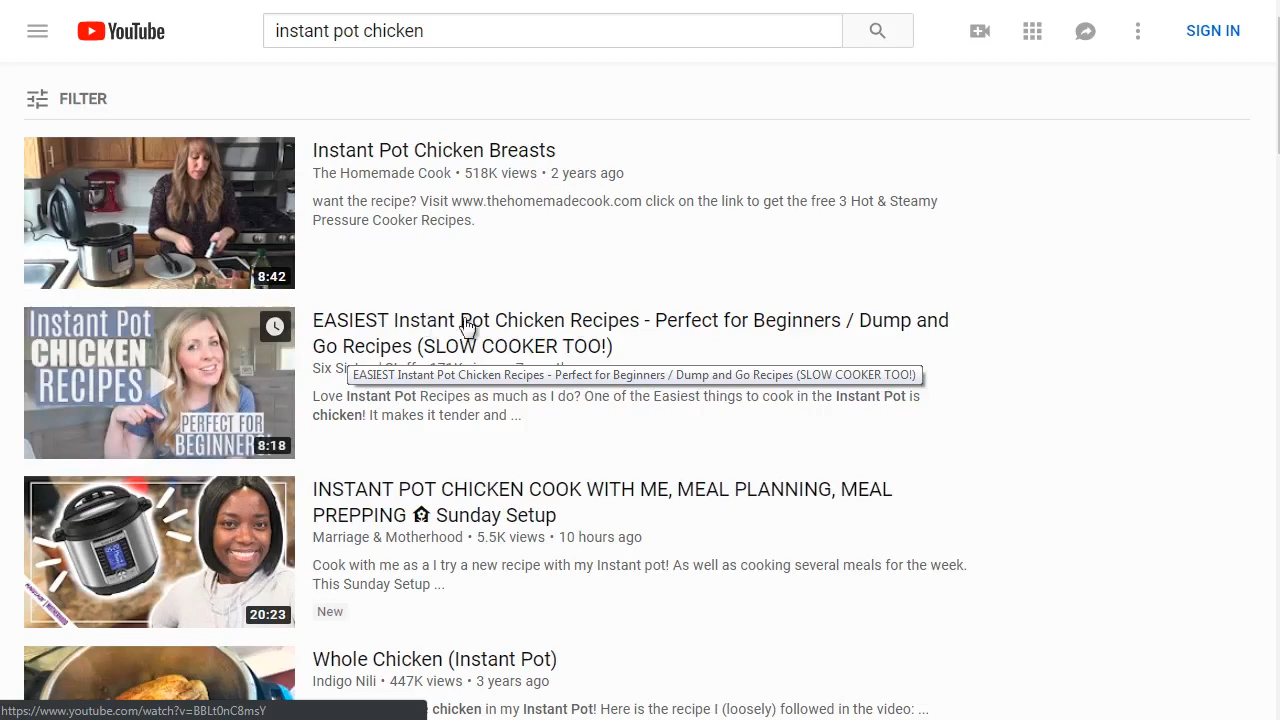 YouTube
instant pot chicken
SIGN IN
FILTER
8:42
Instant Pot Chicken Breasts
The Homemade Cook • 518K views • 2 years ago
want the recipe? Visit www.thehomemadecook.com click on the link to get the free 3 Hot & Steamy
Pressure Cooker Recipes.
Instant Pot
CHICKEN
RECIPES
PERFECT FOR
BEGINNERS
8:18
EASIEST Instant Pot Chicken Recipes - Perfect for Beginners / Dump and
Go Recipes (SLOW COOKER TOO!)
EASIEST Instant Pot Chicken Recipes - Perfect for Beginners / Dump and Go Recipes (SLOW COOKER TOO!)
Love Instant Pot Recipes as much as I do? One of the Easiest things to cook in the Instant Pot is
chicken! It makes it tender and ...
20:23
INSTANT POT CHICKEN COOK WITH ME, MEAL PLANNING, MEAL
PREPPING 🏠 Sunday Setup
Marriage & Motherhood • 5.5K views • 10 hours ago
Cook with me as a I try a new recipe with my Instant pot! As well as cooking several meals for the week.
This Sunday Setup ...
New
Whole Chicken (Instant Pot)
Indigo Nili • 447K views • 3 years ago
chicken in my Instant Pot! Here is the recipe I (loosely) followed in the video: ...
https://www.youtube.com/watch?v=BBLt0nC8msY